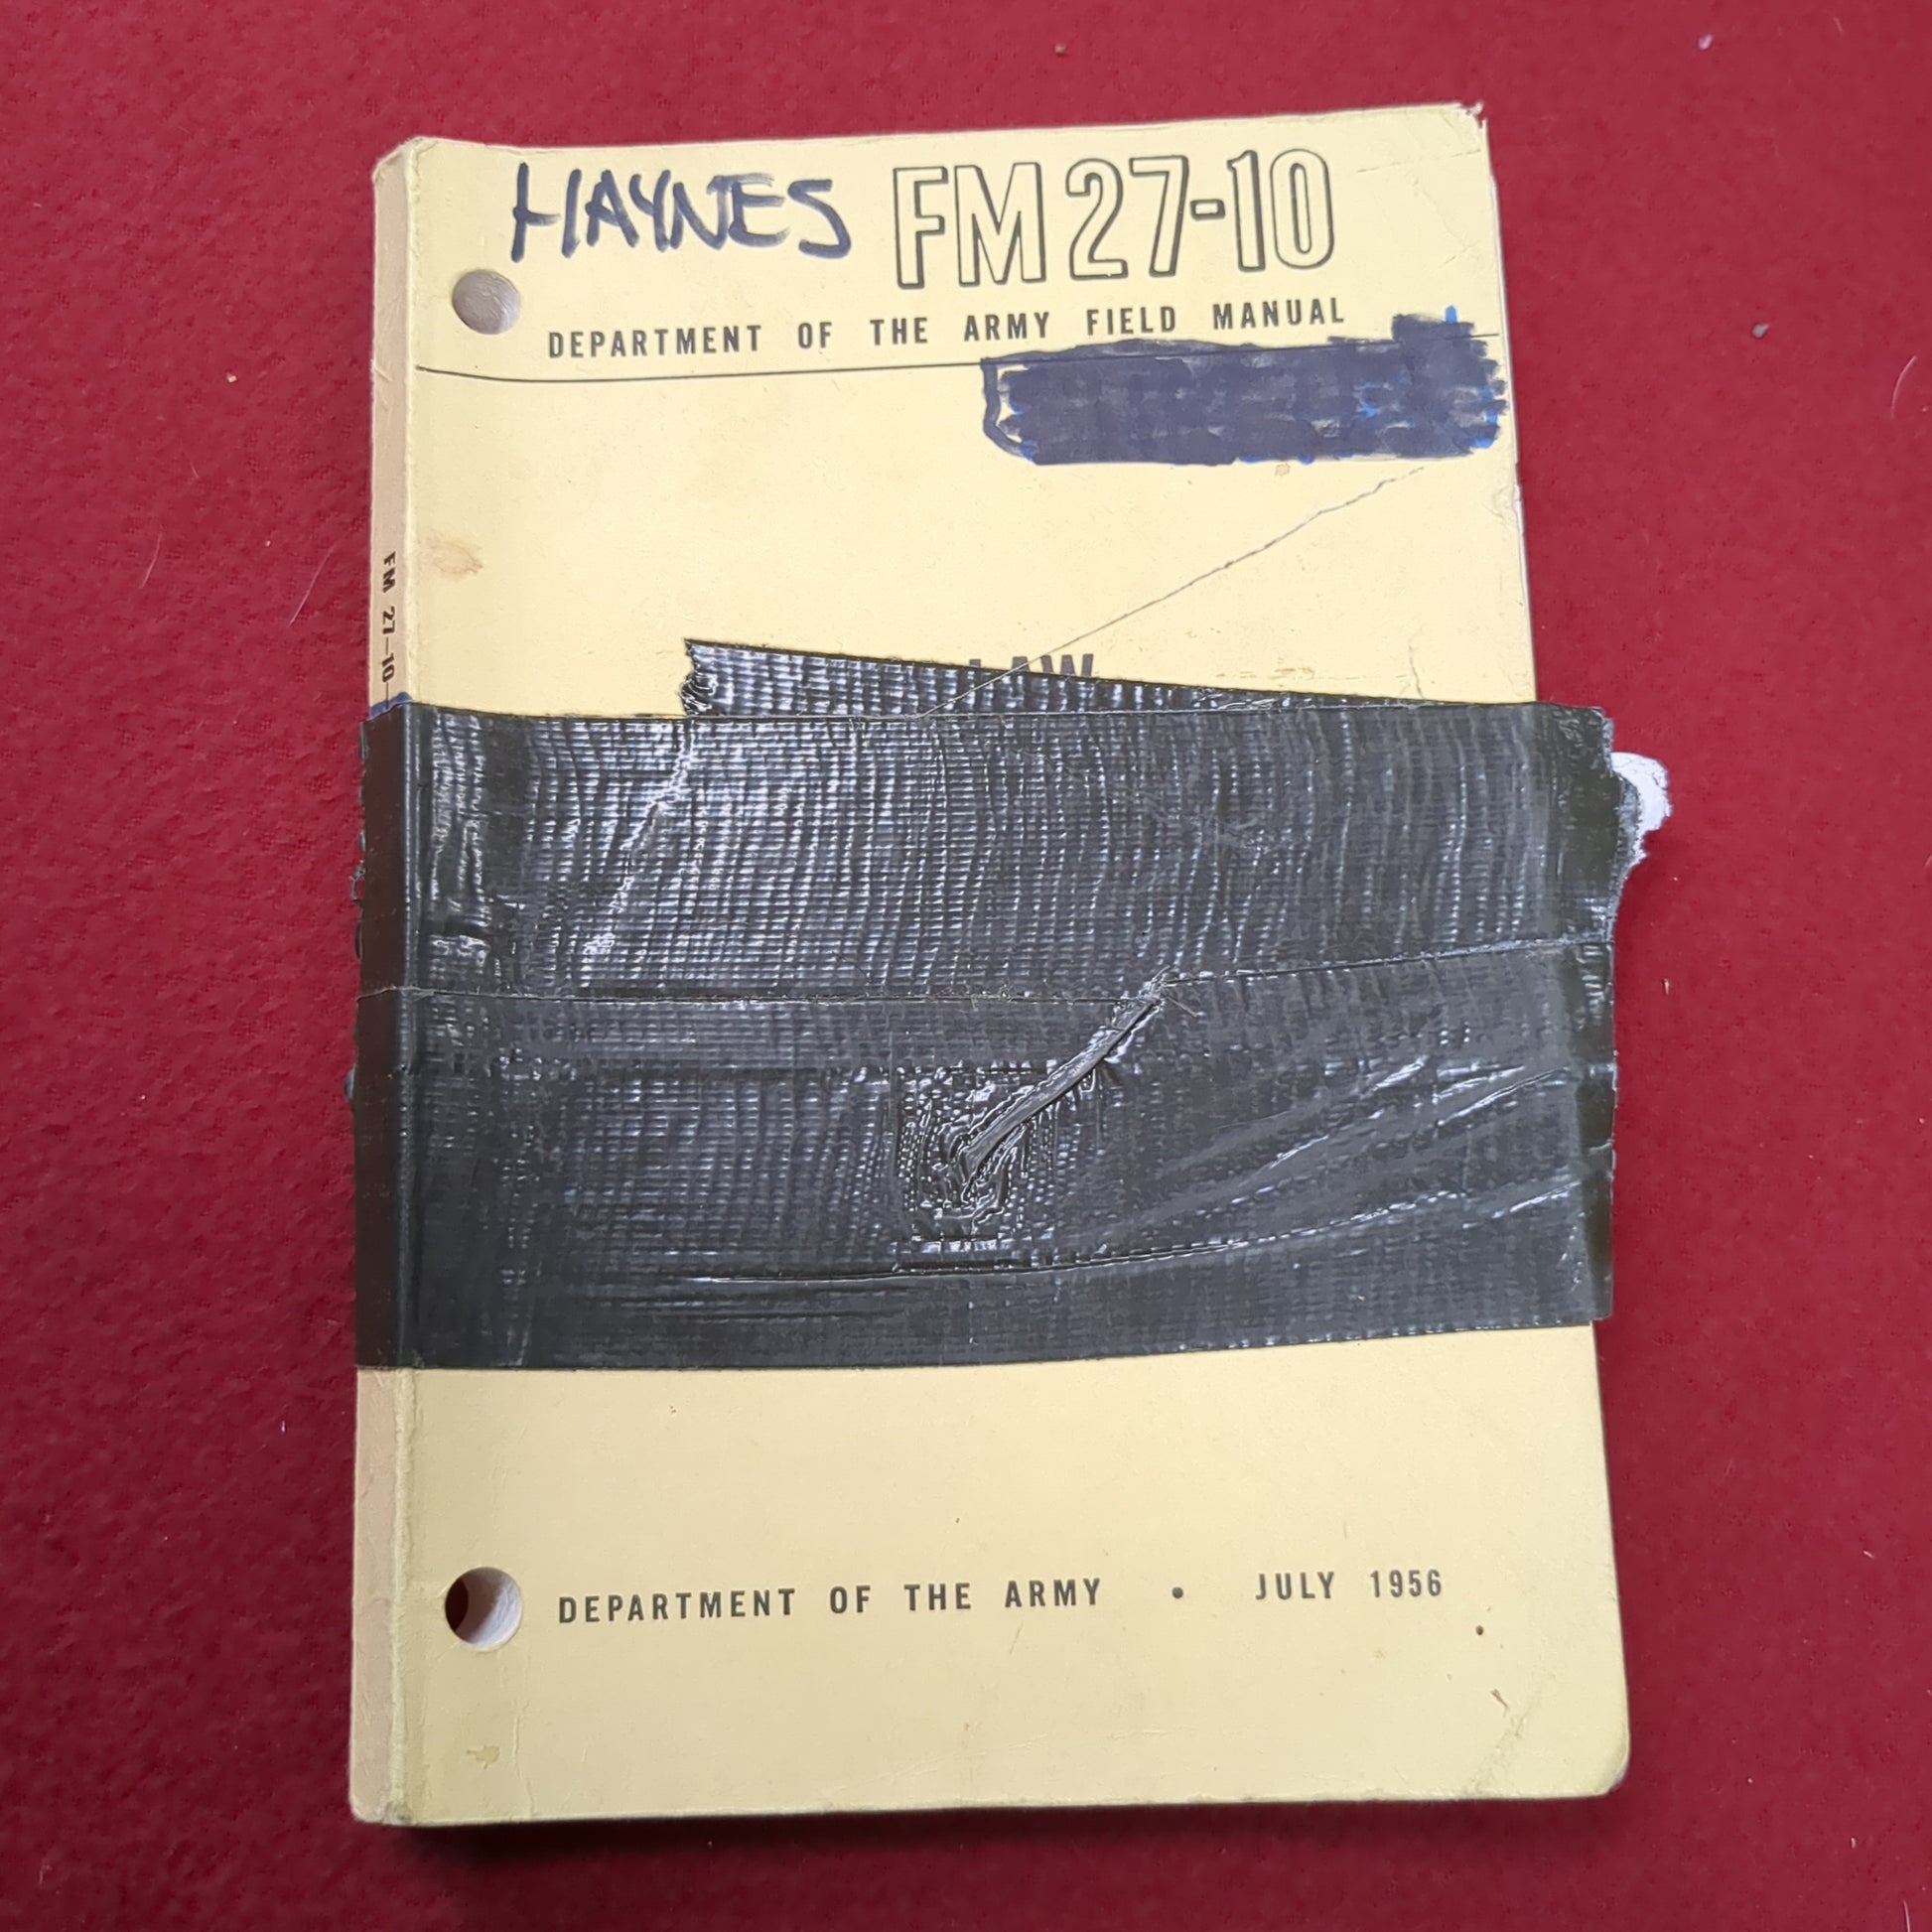 HAYNES FM 27-10
DEPARTMENT OF THE ARMY FIELD MANUAL
FM 27-10
LAW
DEPARTMENT OF THE ARMY • JULY 1956